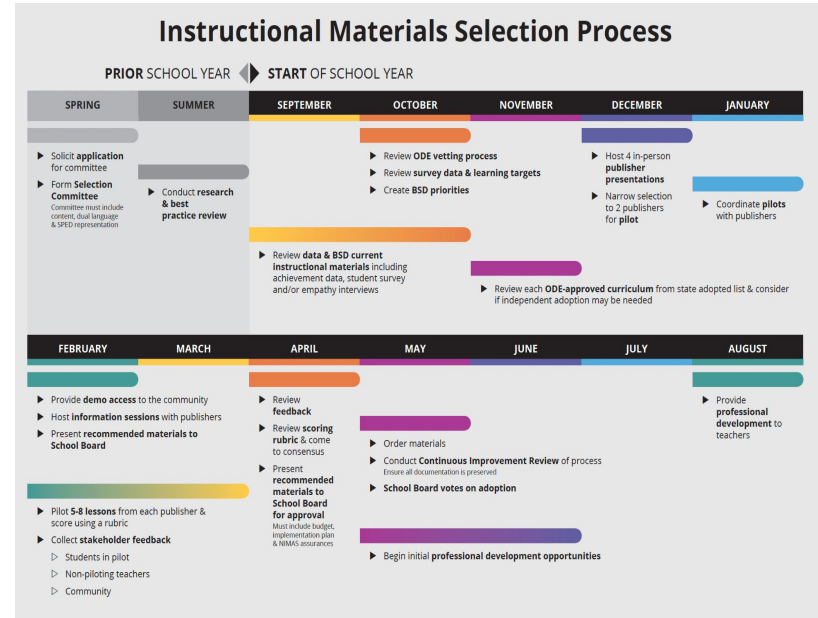 Instructional Materials Selection Process
PRIOR SCHOOL YEAR START OF SCHOOL YEAR
SPRING
SUMMER
SEPTEMBER
OCTOBER
NOVEMBER
DECEMBER
JANUARY
Solicit application
for committee
Form Selection
Committee
Committee must include
content, dual language
& SPED representation
Conduct research
& best
practice review
Review data & BSD current
instructional materials including
achievement data, student survey
and/or empathy interviews
Review ODE vetting process
Review survey data & learning targets
Create BSD priorities
Review each ODE-approved curriculum from state adopted list & consider
if independent adoption may be needed
Host 4 in-person
publisher
presentations
Narrow selection
to 2 publishers
for pilot
Coordinate pilots
with publishers
FEBRUARY
MARCH
APRIL
MAY
JUNE
JULY
AUGUST
Provide demo access to the community
Host information sessions with publishers
Present recommended materials to
School Board
Pilot 5-8 lessons from each publisher &
score using a rubric
Collect stakeholder feedback
Students in pilot
Non-piloting teachers
Community
Review
feedback
Review scoring
rubric & come
to consensus
Present
recommended
materials to
School Board
for approval
Must include budget,
implementation plan
& NIMAS assurances
Order materials
Conduct Continuous Improvement Review of process
Ensure all documentation is preserved
School Board votes on adoption
Begin initial professional development opportunities
Provide
professional
development to
teachers